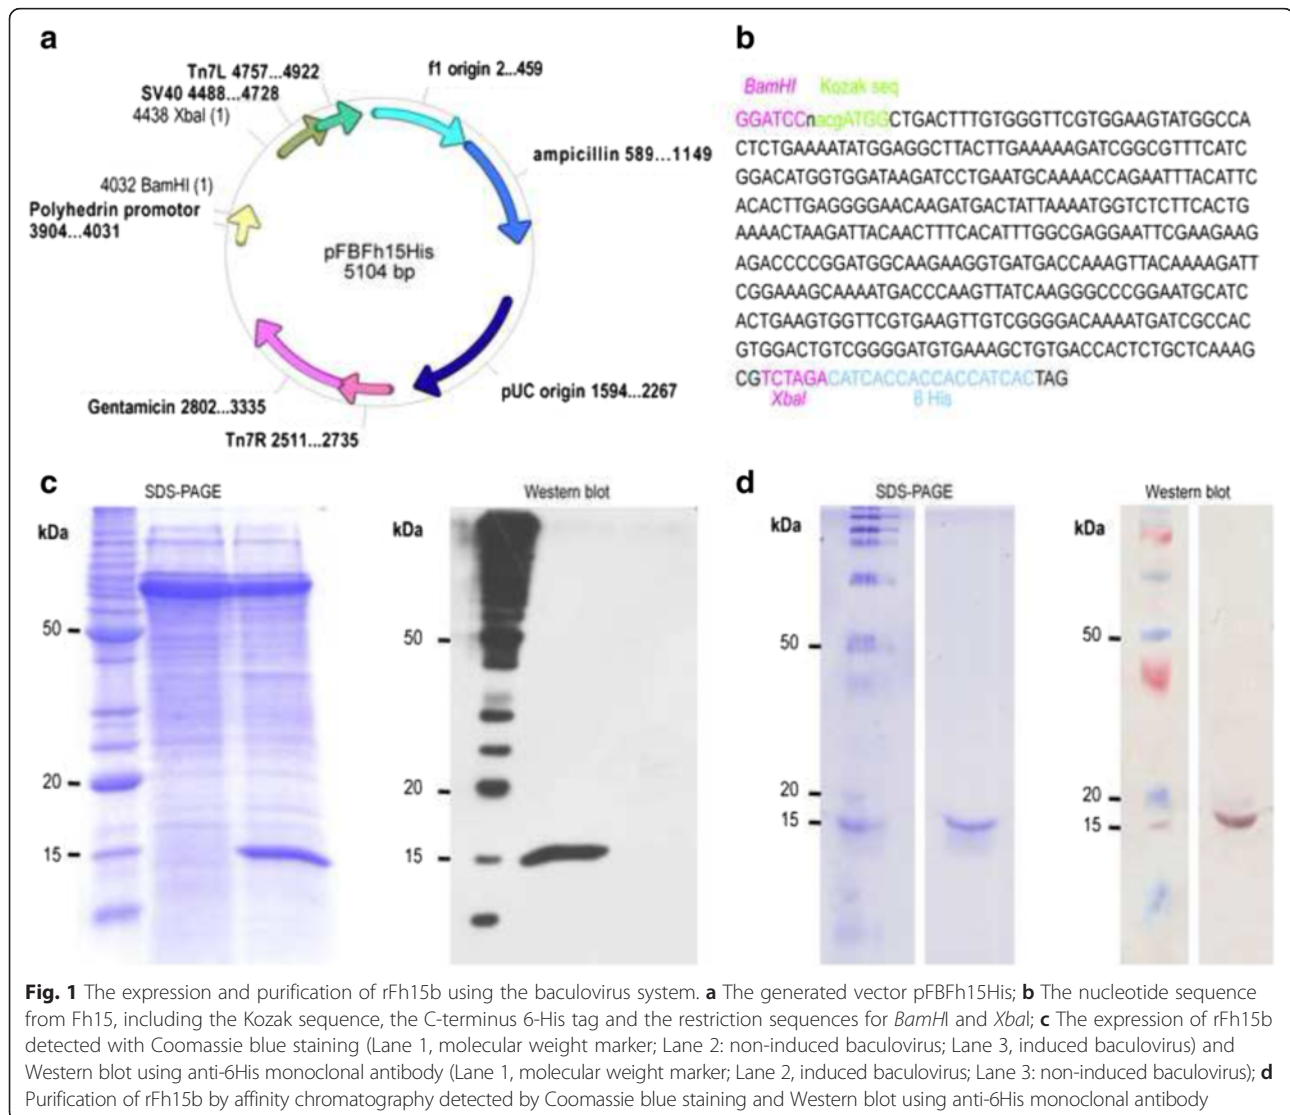 a
Tn7L 4757...4922
SV40 4488...4728
4438 XbaI (1)
f1 origin 2...459
ampicillin 589...1149
4032 BamHI (1)
Polyhedrin promotor
3904...4031
pFBFh15His
5104 bp
pUC origin 1594...2267
Gentamicin 2802...3335
Tn7R 2511...2735
b
BamHI Kozak seq
GGATCCnacgATGGCTGACTTTGTGGGTTCGTGGAAGTATGGCCA
CTCTGAAAATATGGAGGCTTACTTGAAAAAGATCGGCGTTTCATC
GGACATGGTGGATAAGATCCTGAATGCAAAACCAGAATTTACATTC
ACACTTGAGGGGAACAAGATGACTATTAAAATGGTCTCTTCACTG
AAAACTAAGATTACAACTTTCACATTTGGCGAGGAATTCGAAGAAG
AGACCCCGGATGGCAAGAAGGTGATGACCAAAGTTACAAAAGATT
CGGAAAGCAAAATGACCCAAGTTATCAAGGGCCCGGAATGCATC
ACTGAAGTGGTTCGTGAAGTTGTCGGGGACAAAATGATCGCCAC
GTGGACTGTCGGGGATGTGAAAGCTGTGACCACTCTGCTCAAAG
CGTCTAGACATCACCACCACCATCACTAG
XbaI 6 His
c
SDS-PAGE
kDa
50
20
15
Western blot
kDa
50
20
15
d
SDS-PAGE
kDa
50
20
15
Western blot
kDa
50
20
15
Fig. 1 The expression and purification of rFh15b using the baculovirus system. a The generated vector pFBFh15His; b The nucleotide sequence
from Fh15, including the Kozak sequence, the C-terminus 6-His tag and the restriction sequences for BamHI and XbaI; c The expression of rFh15b
detected with Coomassie blue staining (Lane 1, molecular weight marker; Lane 2: non-induced baculovirus; Lane 3, induced baculovirus) and
Western blot using anti-6His monoclonal antibody (Lane 1, molecular weight marker; Lane 2, induced baculovirus; Lane 3: non-induced baculovirus); d
Purification of rFh15b by affinity chromatography detected by Coomassie blue staining and Western blot using anti-6His monoclonal antibody